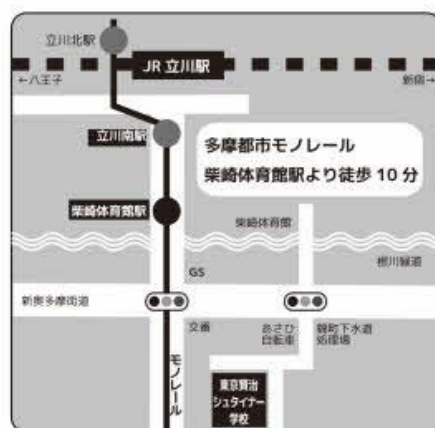 立川北駅
JR 立川駅
←八王子
新宿→
立川南駅
多摩都市モノレール
柴崎体育館駅より徒歩 10 分
柴崎体育館駅
柴崎体育館
根川緑道
GS
新奥多摩街道
交番
あさひ
自転車
錦町下水道
処理場
モノレール
東京賢治
シュタイナー
学校